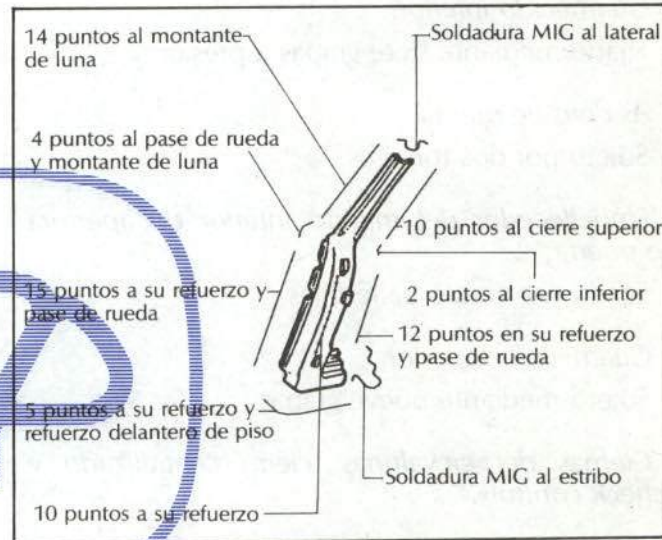 14 puntos al montante
de luna
Soldadura MIG al lateral
4 puntos al pase de rueda
y montante de luna
10 puntos al cierre superior
15 puntos a su refuerzo y
pase de rueda
2 puntos al cierre inferior
12 puntos en su refuerzo
y pase de rueda
5 puntos a su refuerzo y
refuerzo delantero de piso
Soldadura MIG al estribo
10 puntos a su refuerzo